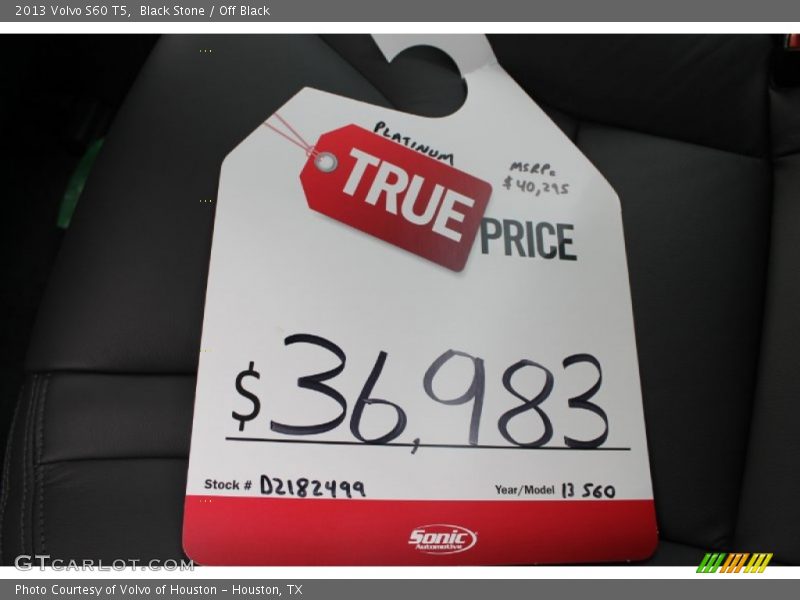 2013 Volvo S60 T5, Black Stone / Off Black
PLATINUM
MSRP:
$40,295
TRUE
PRICE
$36,983
Stock # D2182499
Year/Model 13 S60
Sonic
Automotive
GTcarlot.com
Photo Courtesy of Volvo of Houston - Houston, TX